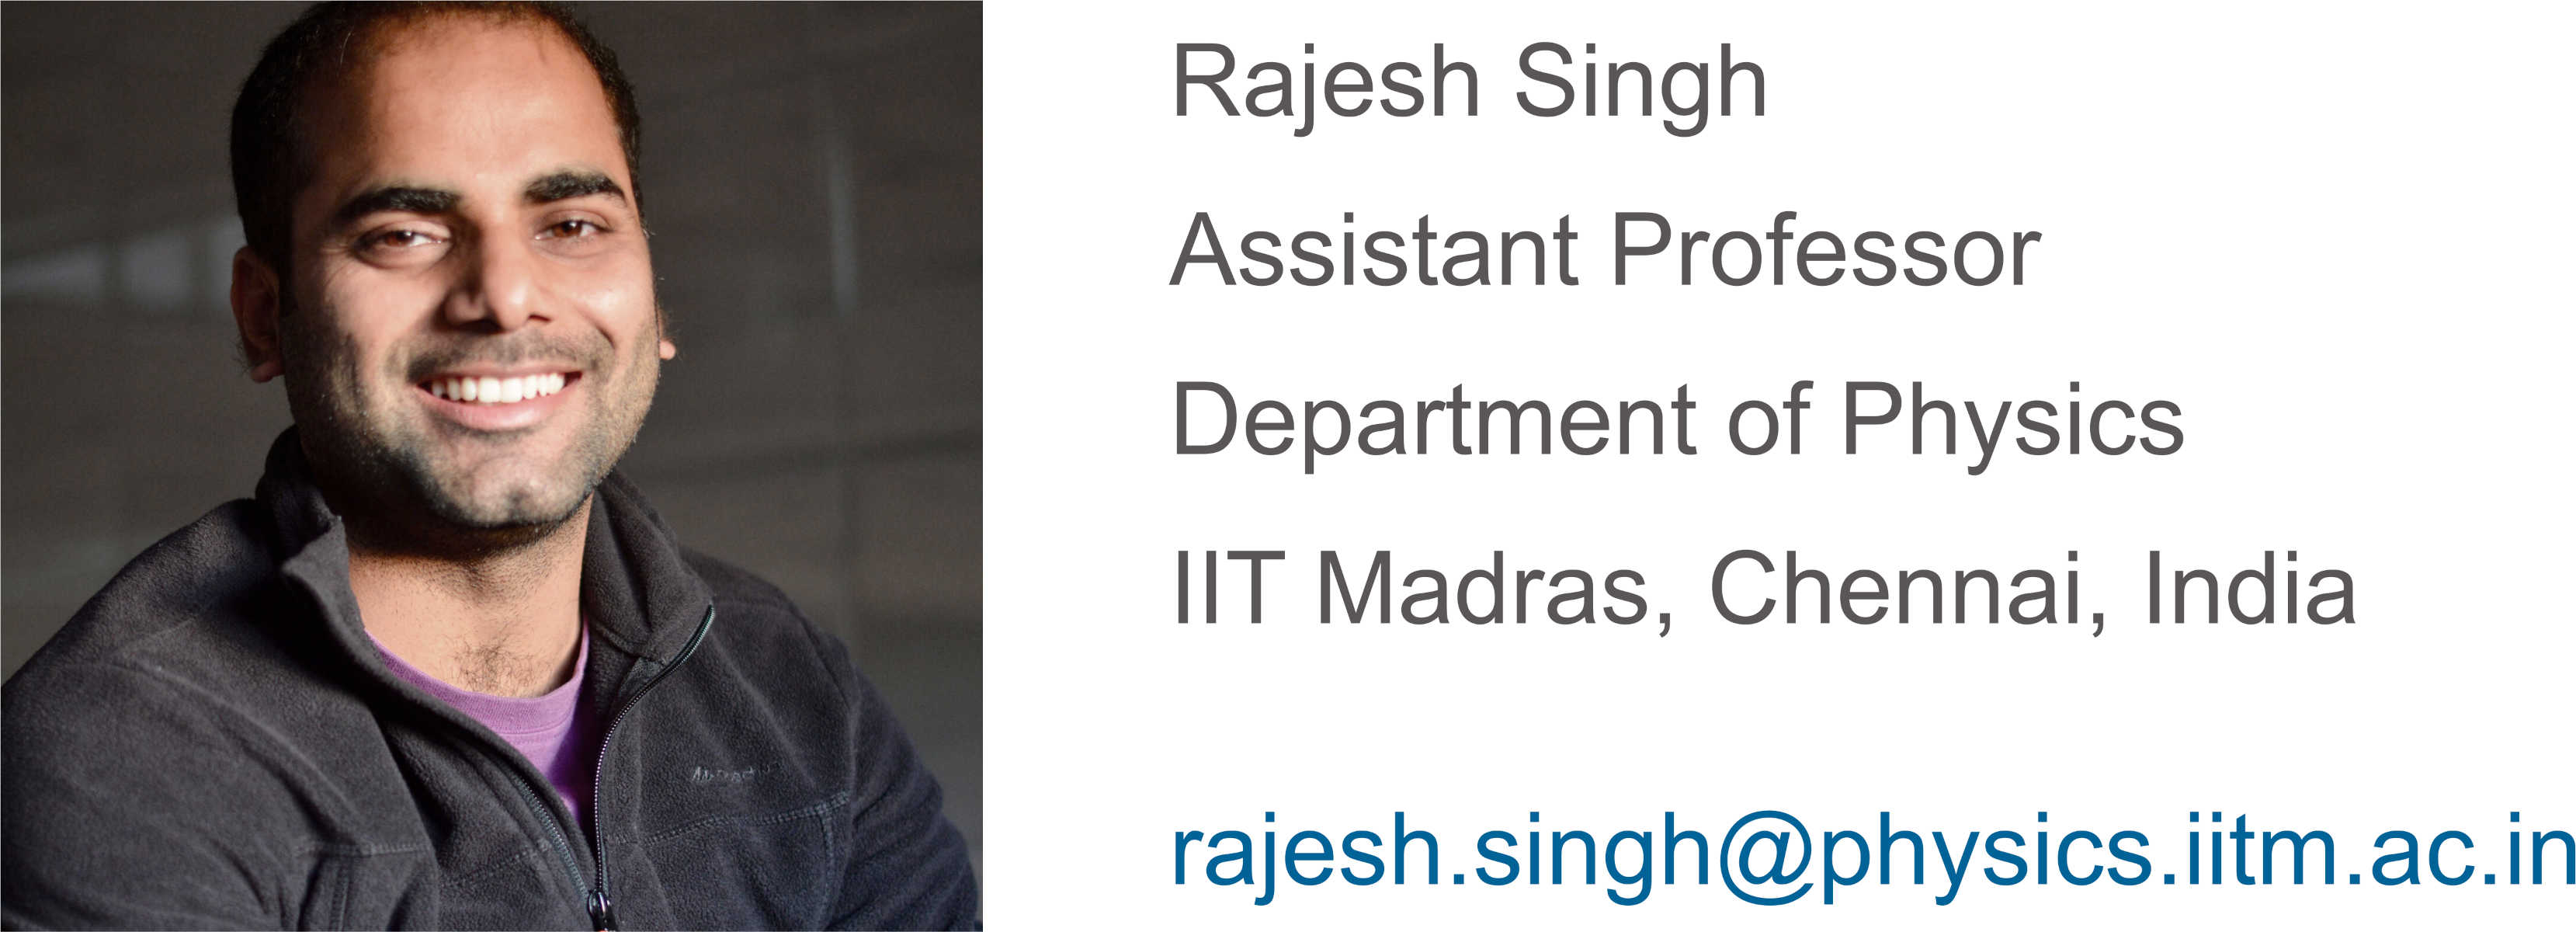 Rajesh Singh
Assistant Professor
Department of Physics
IIT Madras, Chennai, India
rajesh.singh@physics.iitm.ac.in